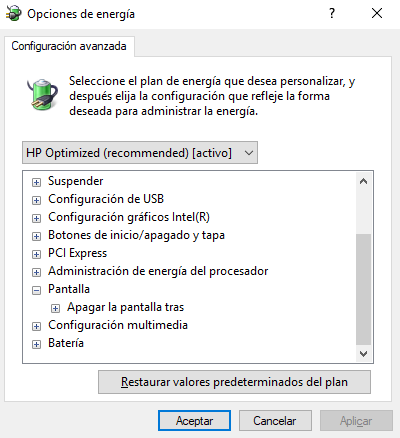 Opciones de energía
Configuración avanzada
Seleccione el plan de energía que desea personalizar, y
después elija la configuración que refleje la forma
deseada para administrar la energía.
HP Optimized (recommended) [activo]
Suspender
Configuración de USB
Configuración gráficos Intel(R)
Botones de inicio/apagado y tapa
PCI Express
Administración de energía del procesador
Pantalla
Apagar la pantalla tras
Configuración multimedia
Batería
Restaurar valores predeterminados del plan
Aceptar
Cancelar
Aplicar